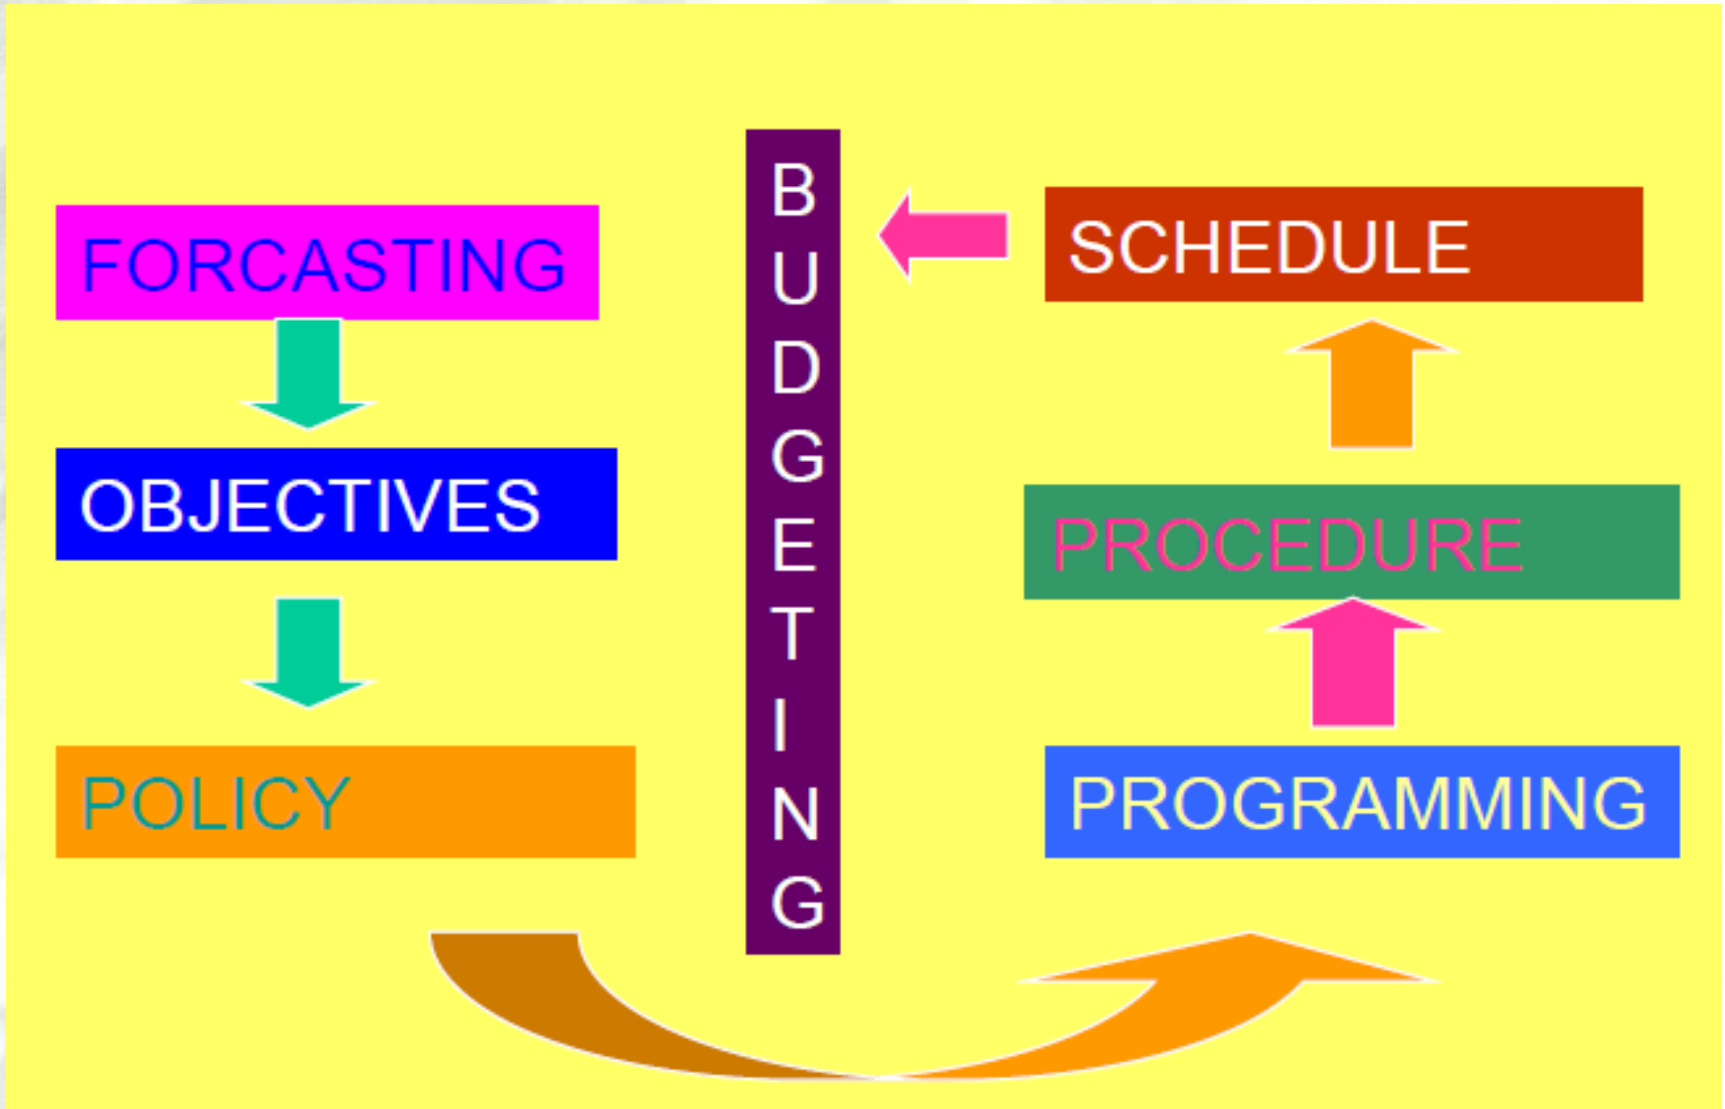 FORCASTING
OBJECTIVES
POLICY
BUDGETING
SCHEDULE
PROCEDURE
PROGRAMMING